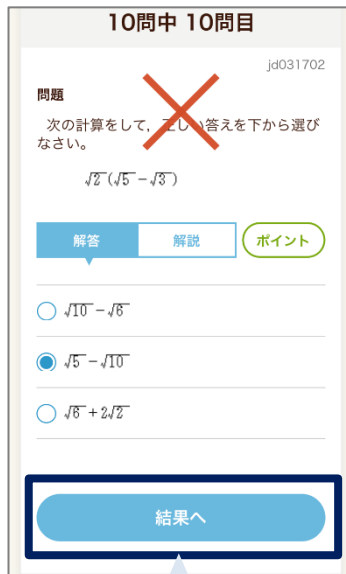 10問中 10問目
jd031702
問題
次の計算をして，正しい答えを下から選び
なさい。
√2 (√5 − √3)
解答 解説 ポイント
√10 − √6
√5 − √10
√6 + 2√2
結果へ